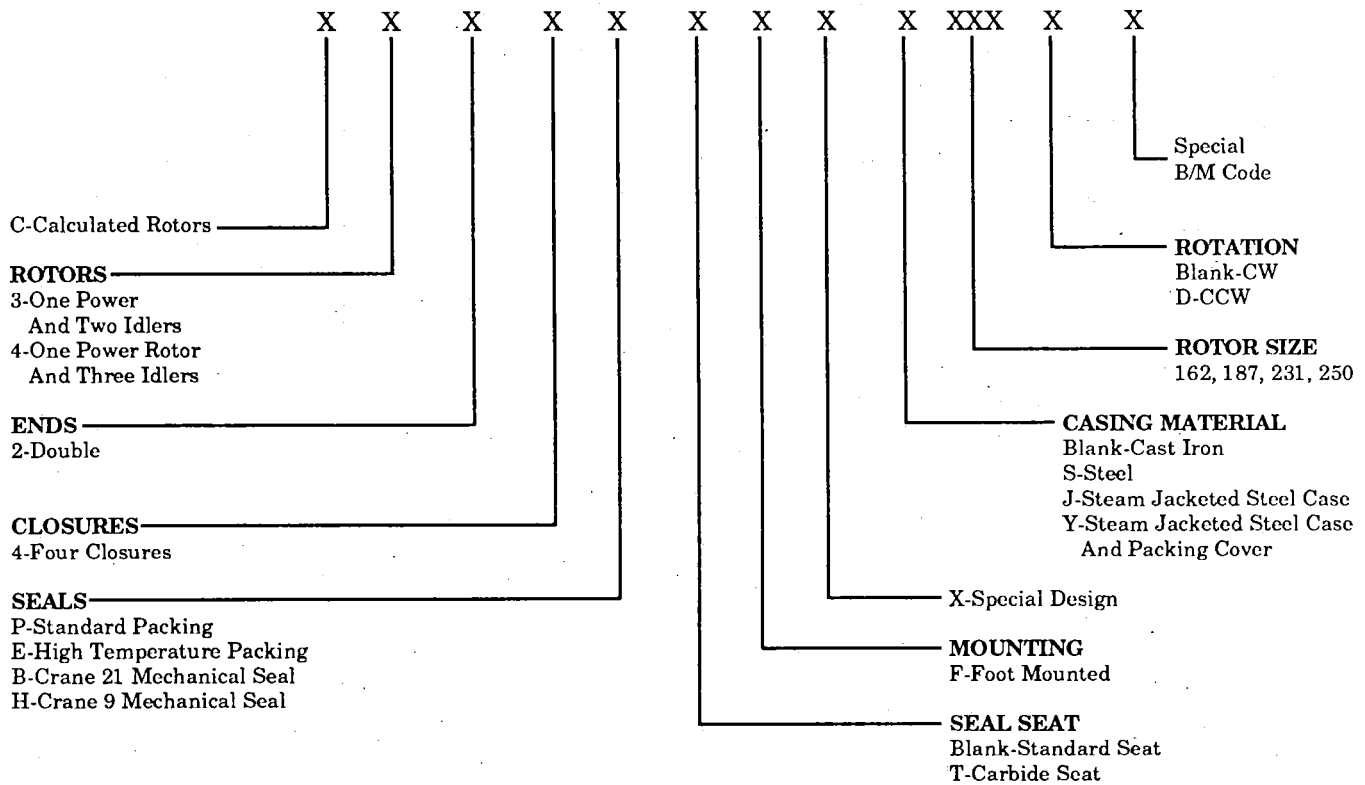 X X X X X X X X X XXX X X
C-Calculated Rotors
ROTORS
3-One Power
And Two Idlers
4-One Power Rotor
And Three Idlers
ENDS
2-Double
CLOSURES
4-Four Closures
SEALS
P-Standard Packing
E-High Temperature Packing
B-Crane 21 Mechanical Seal
H-Crane 9 Mechanical Seal
Special
B/M Code
ROTATION
Blank-CW
D-CCW
ROTOR SIZE
162, 187, 231, 250
CASING MATERIAL
Blank-Cast Iron
S-Steel
J-Steam Jacketed Steel Case
Y-Steam Jacketed Steel Case
And Packing Cover
X-Special Design
MOUNTING
F-Foot Mounted
SEAL SEAT
Blank-Standard Seat
T-Carbide Seat